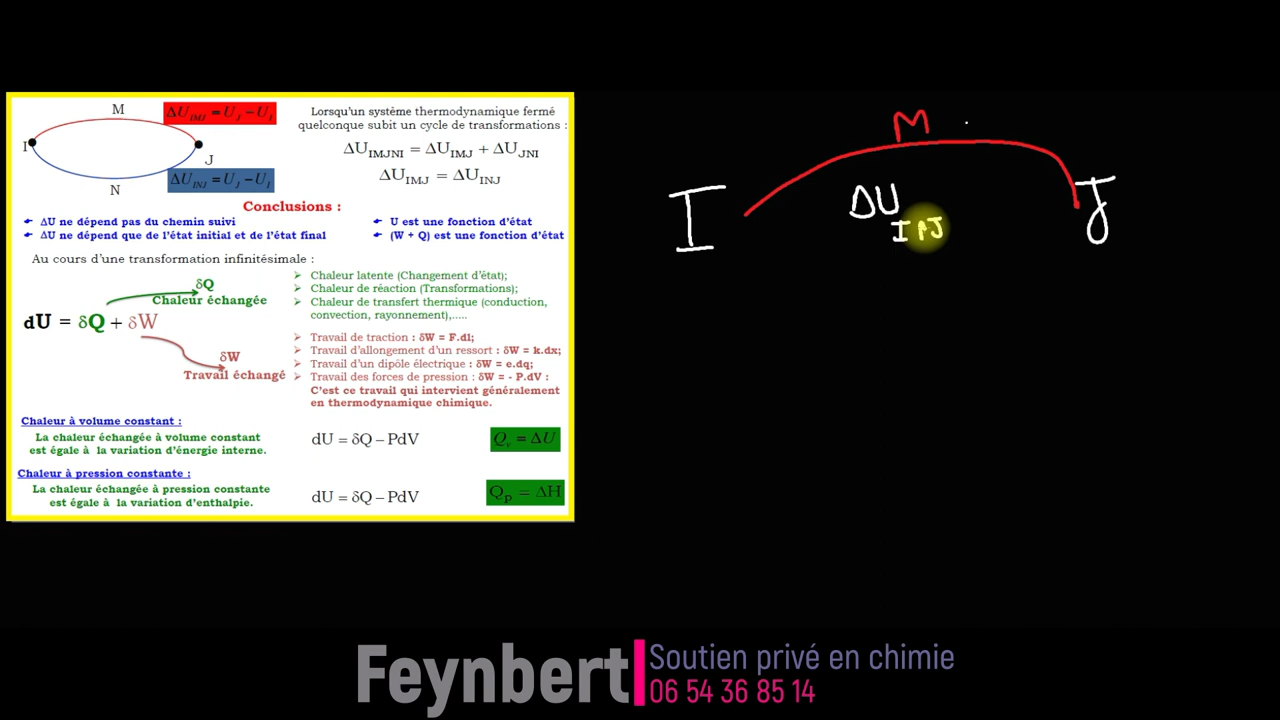 M
ΔU_IMJ = U_J − U_I
I
J
N
ΔU_INJ = U_J − U_I
Lorsqu'un système thermodynamique fermé
quelconque subit un cycle de transformations :
ΔU_IMJNI = ΔU_IMJ + ΔU_JNI
ΔU_IMJ = ΔU_INJ
Conclusions :
ΔU ne dépend pas du chemin suivi
ΔU ne dépend que de l'état initial et de l'état final
U est une fonction d'état
(W + Q) est une fonction d'état
Au cours d'une transformation infinitésimale :
δQ
Chaleur échangée
dU = δQ + δW
δW
Travail échangé
Chaleur latente (Changement d'état);
Chaleur de réaction (Transformations);
Chaleur de transfert thermique (conduction,
convection, rayonnement),.....
Travail de traction : δW = F.dl;
Travail d'allongement d'un ressort : δW = k.dx;
Travail d'un dipôle électrique : δW = e.dq;
Travail des forces de pression : δW = - P.dV :
C'est ce travail qui intervient généralement
en thermodynamique chimique.
Chaleur à volume constant :
La chaleur échangée à volume constant
est égale à la variation d'énergie interne.
dU = δQ – PdV
Q_v = ΔU
Chaleur à pression constante :
La chaleur échangée à pression constante
est égale à la variation d'enthalpie.
dU = δQ – PdV
Q_p = ΔH
M
I
J
ΔU_IMJ
Feynbert
Soutien privé en chimie
06 54 36 85 14